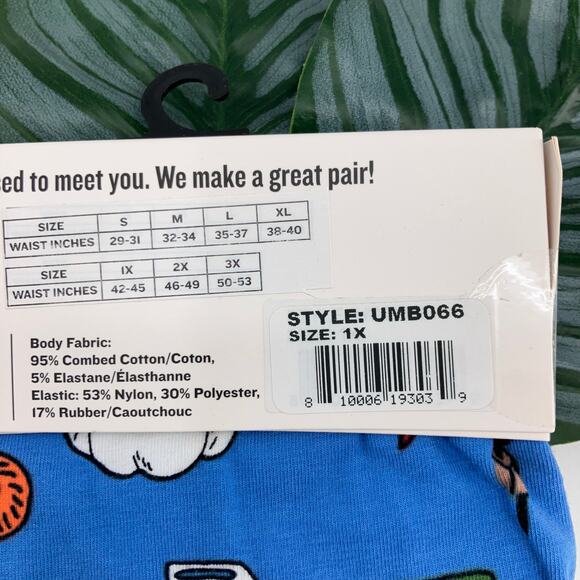 sed to meet you. We make a great pair!
SIZE S M L XL
WAIST INCHES 29-31 32-34 35-37 38-40
SIZE 1X 2X 3X
WAIST INCHES 42-45 46-49 50-53
Body Fabric:
95% Combed Cotton/Coton,
5% Elastane/Élasthanne
Elastic: 53% Nylon, 30% Polyester,
17% Rubber/Caoutchouc
STYLE: UMB066
SIZE: 1X
8 10006 19303 9